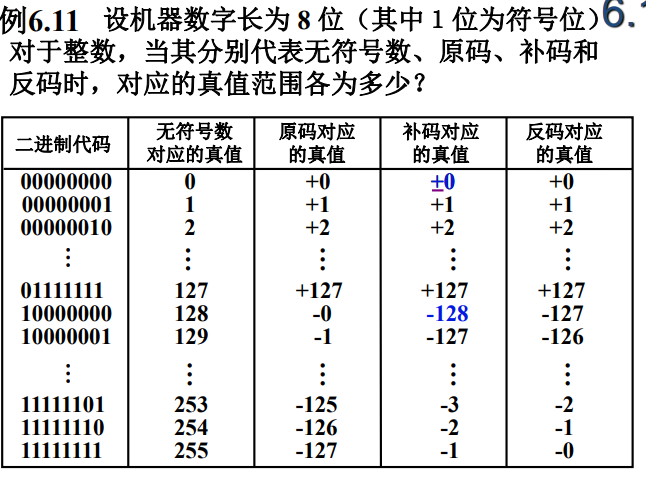 例6.11 设机器数字长为 8 位（其中 1 位为符号位）6.1
对于整数，当其分别代表无符号数、原码、补码和
反码时，对应的真值范围各为多少？
二进制代码 无符号数对应的真值 原码对应的真值 补码对应的真值 反码对应的真值
00000000 0 +0 ±0 +0
00000001 1 +1 +1 +1
00000010 2 +2 +2 +2
⋮ ⋮ ⋮ ⋮ ⋮
01111111 127 +127 +127 +127
10000000 128 -0 -128 -127
10000001 129 -1 -127 -126
⋮ ⋮ ⋮ ⋮ ⋮
11111101 253 -125 -3 -2
11111110 254 -126 -2 -1
11111111 255 -127 -1 -0